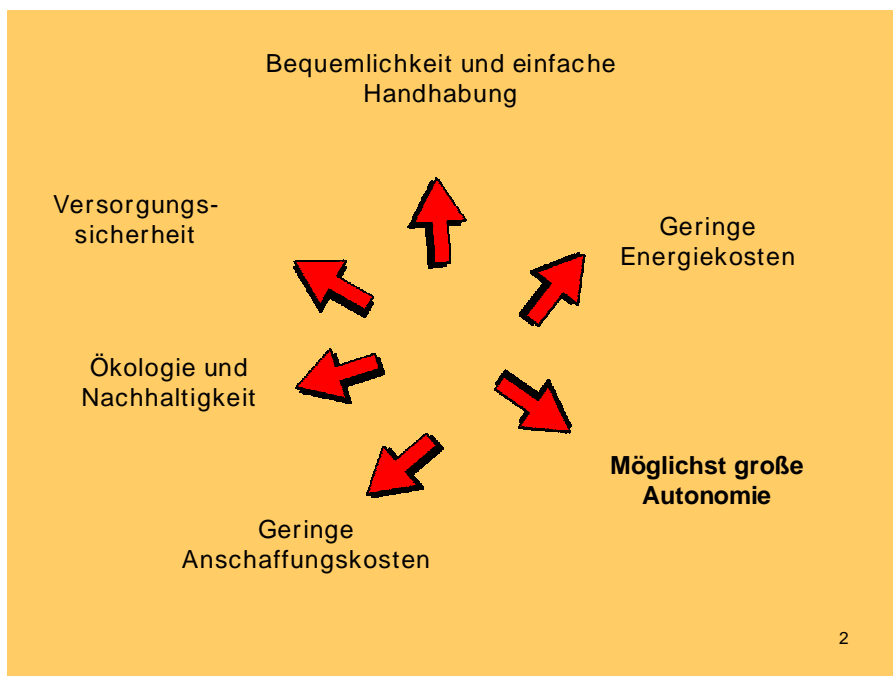 Bequemlichkeit und einfache
Handhabung
Versorgungs-
sicherheit
Geringe
Energiekosten
Ökologie und
Nachhaltigkeit
Möglichst große
Autonomie
Geringe
Anschaffungskosten
2